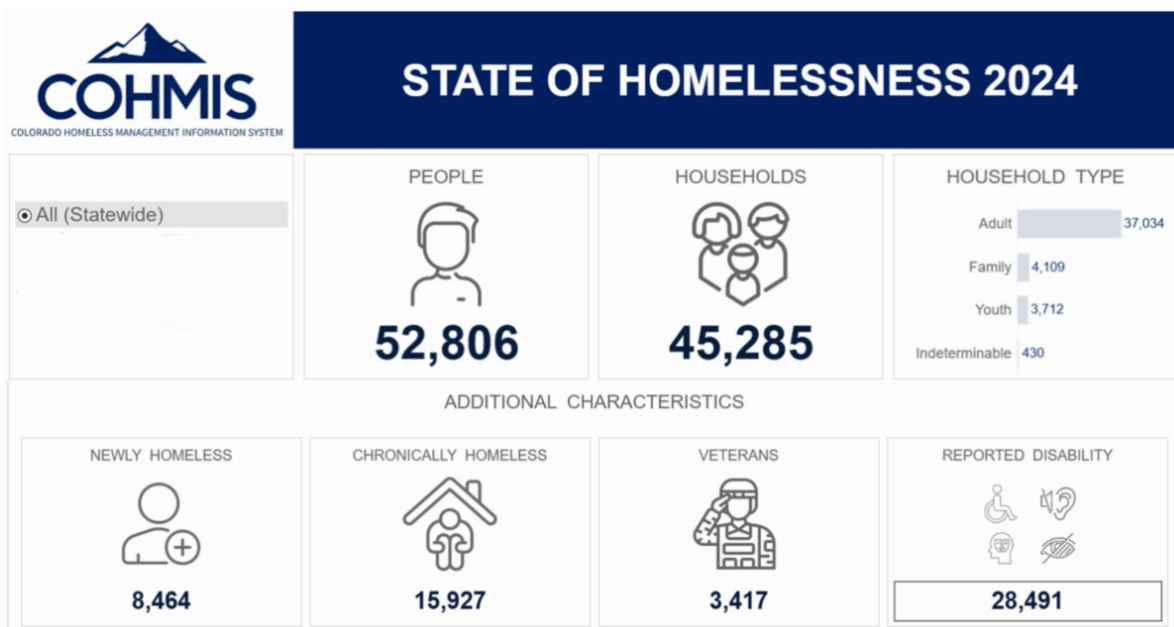 COHMIS
COLORADO HOMELESS MANAGEMENT INFORMATION SYSTEM
STATE OF HOMELESSNESS 2024
All (Statewide)
PEOPLE
52,806
HOUSEHOLDS
45,285
HOUSEHOLD TYPE
Adult 37,034
Family 4,109
Youth 3,712
Indeterminable 430
ADDITIONAL CHARACTERISTICS
NEWLY HOMELESS
8,464
CHRONICALLY HOMELESS
15,927
VETERANS
3,417
REPORTED DISABILITY
28,491